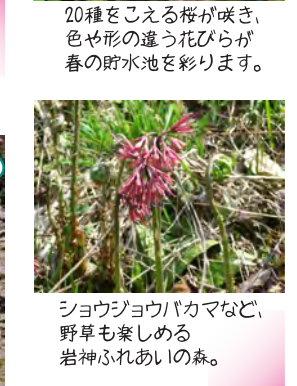 20種をこえる桜が咲き、
色や形の違う花びらが
春の貯水池を彩ります。
ショウジョウバカマなど、
野草も楽しめる
岩神ふれあいの森。